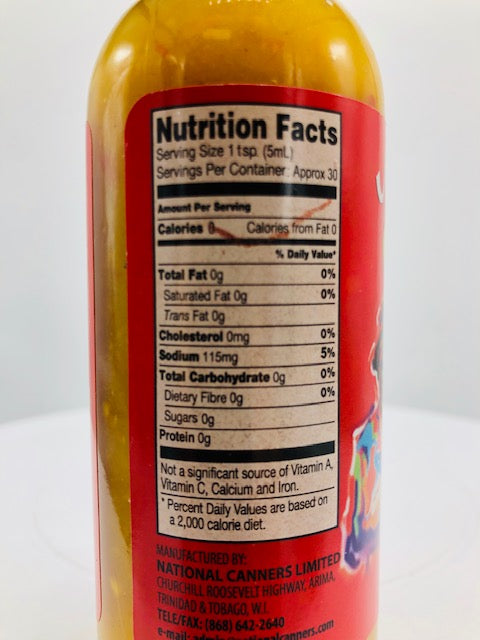 Nutrition Facts
Serving Size 1 tsp. (5mL)
Servings Per Container: Approx 30
Amount Per Serving
Calories 0 Calories from Fat 0
% Daily Value*
Total Fat 0g 0%
Saturated Fat 0g 0%
Trans Fat 0g
Cholesterol 0mg 0%
Sodium 115mg 5%
Total Carbohydrate 0g 0%
Dietary Fibre 0g 0%
Sugars 0g
Protein 0g
Not a significant source of Vitamin A,
Vitamin C, Calcium and Iron.
* Percent Daily Values are based on
a 2,000 calorie diet.
MANUFACTURED BY:
NATIONAL CANNERS LIMITED
CHURCHILL ROOSEVELT HIGHWAY, ARIMA,
TRINIDAD & TOBAGO, W.I.
TELE/FAX: (868) 642-2640